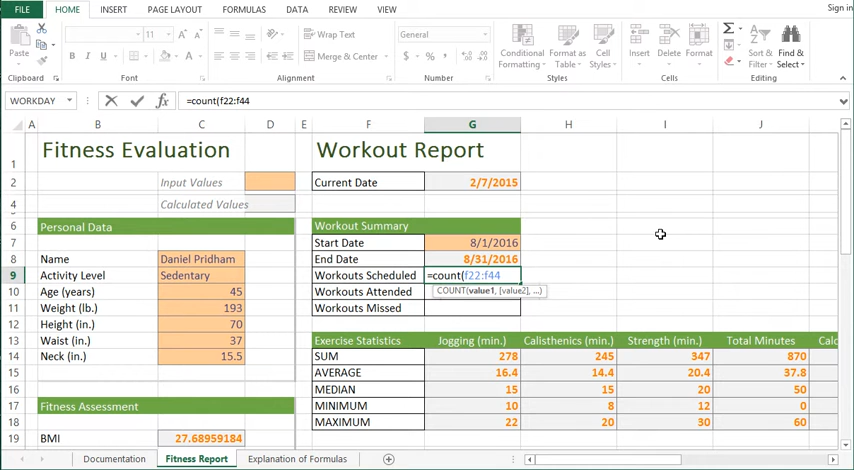 FILE HOME INSERT PAGE LAYOUT FORMULAS DATA REVIEW VIEW Sign in
Paste B I U 11 A A Wrap Text Merge & Center General $ % Conditional Formatting Format as Table Cell Styles Insert Delete Format Sort & Filter Find & Select
Clipboard Font Alignment Number Styles Cells Editing
WORKDAY fx =count(f22:f44
A B C D E F G H I J
1 Fitness Evaluation Workout Report
2 Input Values Current Date 2/7/2015
4 Calculated Values
6 Personal Data Workout Summary
7 Start Date 8/1/2016
8 Name Daniel Pridham End Date 8/31/2016
9 Activity Level Sedentary Workouts Scheduled =count(f22:f44
10 Age (years) 45 Workouts Attended COUNT(value1, [value2], ...)
11 Weight (lb.) 193 Workouts Missed
12 Height (in.) 70
13 Waist (in.) 37 Exercise Statistics Jogging (min.) Calisthenics (min.) Strength (min.) Total Minutes Calo
14 Neck (in.) 15.5 SUM 278 245 347 870
15 AVERAGE 16.4 14.4 20.4 37.8
16 MEDIAN 15 15 20 50
17 Fitness Assessment MINIMUM 10 8 12 0
18 MAXIMUM 22 20 30 60
19 BMI 27.68959184
Documentation Fitness Report Explanation of Formulas